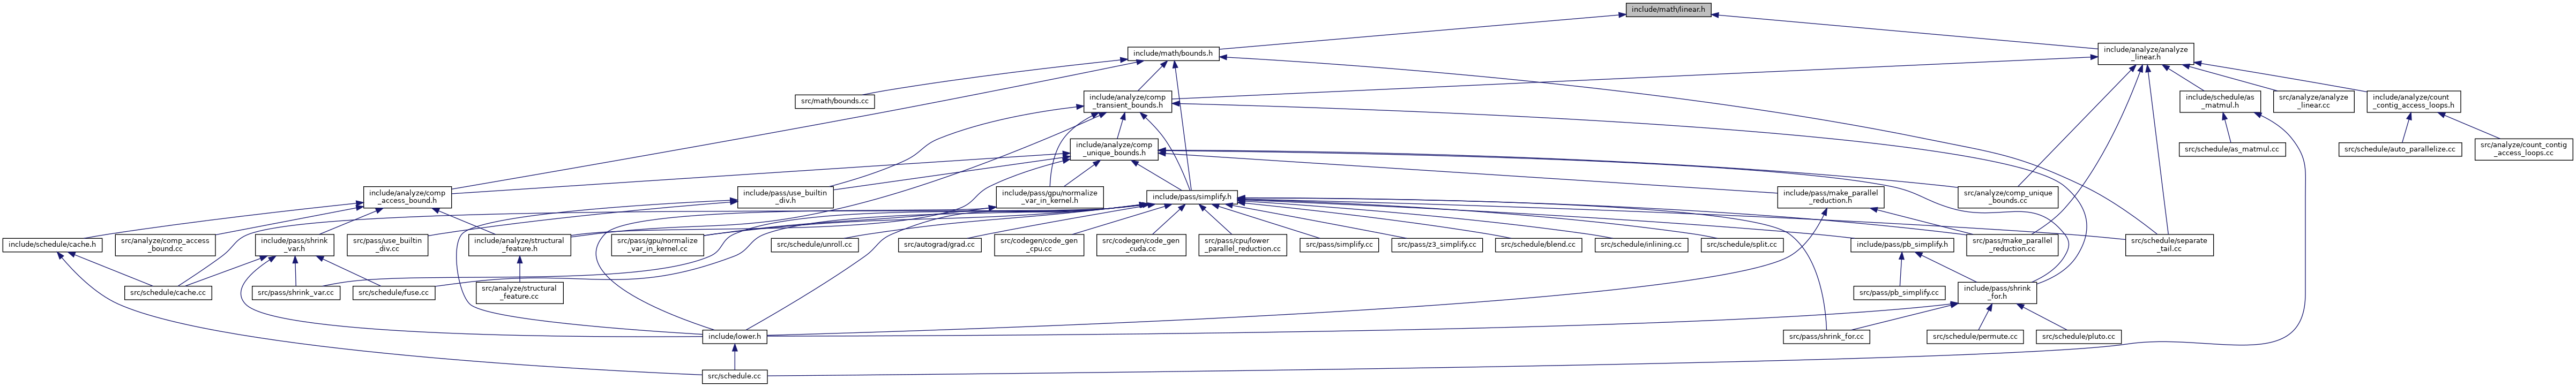 include/math/linear.h
include/math/bounds.h
include/analyze/analyze
_linear.h
src/math/bounds.cc
include/analyze/comp
_transient_bounds.h
include/schedule/as
_matmul.h
src/analyze/analyze
_linear.cc
include/analyze/count
_contig_access_loops.h
include/analyze/comp
_unique_bounds.h
src/schedule/as_matmul.cc
src/schedule/auto_parallelize.cc
src/analyze/count_contig
_access_loops.cc
include/analyze/comp
_access_bound.h
include/pass/use_builtin
_div.h
include/pass/gpu/normalize
_var_in_kernel.h
include/pass/simplify.h
include/pass/make_parallel
_reduction.h
src/analyze/comp_unique
_bounds.cc
include/schedule/cache.h
src/analyze/comp_access
_bound.cc
include/pass/shrink
_var.h
src/pass/use_builtin
_div.cc
include/analyze/structural
_feature.h
src/pass/gpu/normalize
_var_in_kernel.cc
src/schedule/unroll.cc
src/autograd/grad.cc
src/codegen/code_gen
_cpu.cc
src/codegen/code_gen
_cuda.cc
src/pass/cpu/lower
_parallel_reduction.cc
src/pass/simplify.cc
src/pass/z3_simplify.cc
src/schedule/blend.cc
src/schedule/inlining.cc
src/schedule/split.cc
include/pass/pb_simplify.h
src/pass/make_parallel
_reduction.cc
src/schedule/separate
_tail.cc
src/schedule/cache.cc
src/pass/shrink_var.cc
src/schedule/fuse.cc
src/analyze/structural
_feature.cc
src/pass/pb_simplify.cc
include/pass/shrink
_for.h
include/lower.h
src/pass/shrink_for.cc
src/schedule/permute.cc
src/schedule/pluto.cc
src/schedule.cc